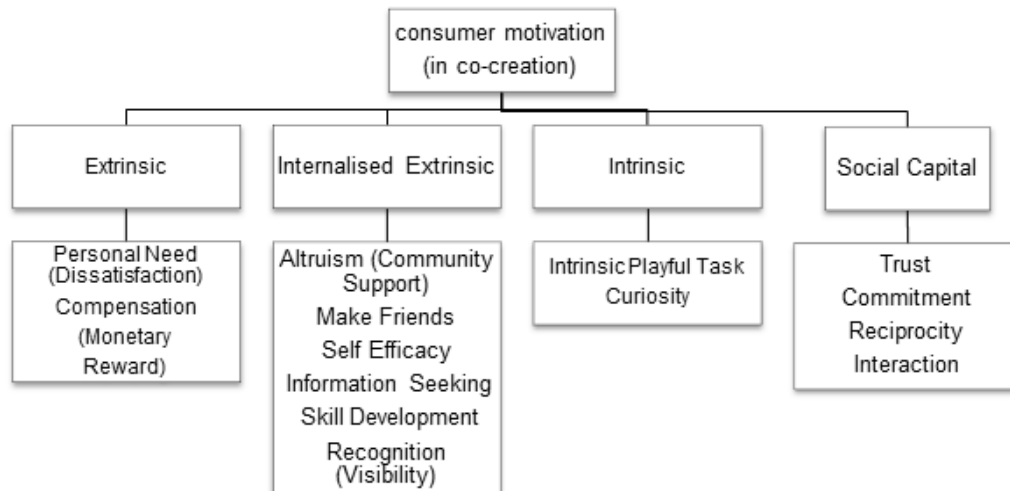 consumer motivation
(in co-creation)
Extrinsic
Internalised Extrinsic
Intrinsic
Social Capital
Personal Need
(Dissatisfaction)
Compensation
(Monetary
Reward)
Altruism (Community
Support)
Make Friends
Self Efficacy
Information Seeking
Skill Development
Recognition
(Visibility)
Intrinsic Playful Task
Curiosity
Trust
Commitment
Reciprocity
Interaction